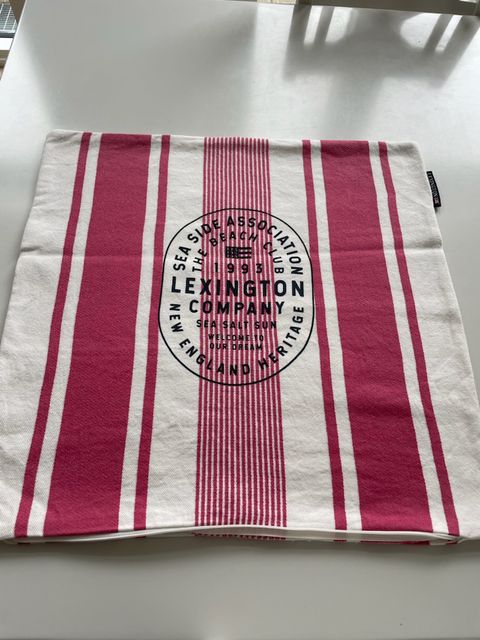 SEA SIDE ASSOCIATION
THE BEACH CLUB
1993
LEXINGTON
COMPANY
SEA SALT SUN
WELCOME TO
OUR DREAM
NEW ENGLAND HERITAGE
LEXINGTON